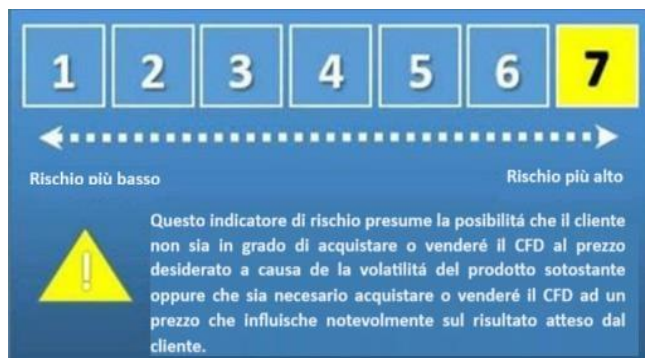 1 2 3 4 5 6 7
Rischio più basso Rischio più alto
!
Questo indicatore di rischio presume la posibilitá che il cliente
non sia in grado di acquistare o venderé il CFD al prezzo
desiderato a causa de la volatilitá del prodotto sotostante
oppure che sia necesario acquistare o venderé il CFD ad un
prezzo che influische notevolmente sul risultato atteso dal
cliente.